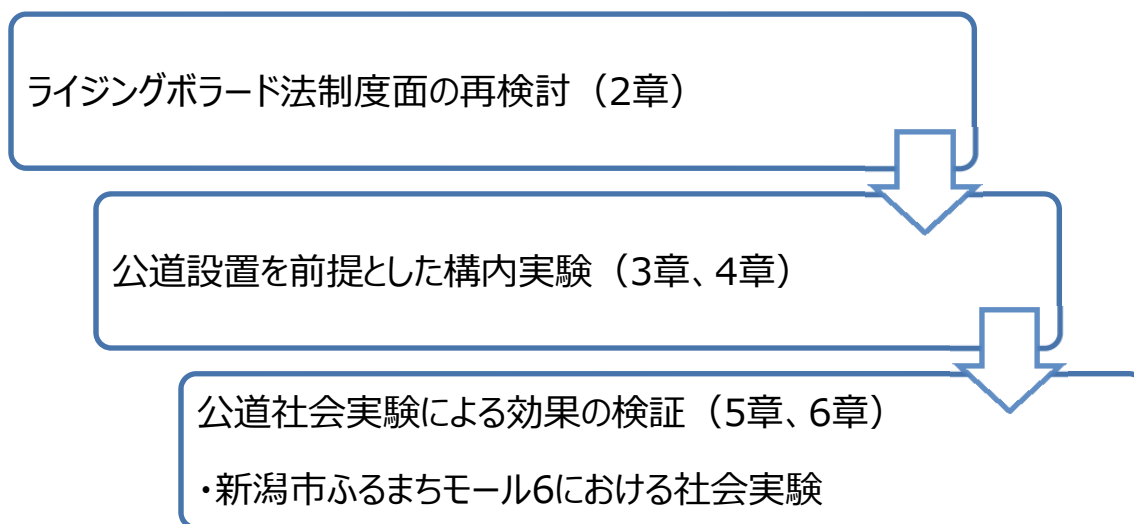 ライジングボラード法制度面の再検討（2章）
公道設置を前提とした構内実験（3章、4章）
公道社会実験による効果の検証（5章、6章）
・新潟市ふるまちモール6における社会実験